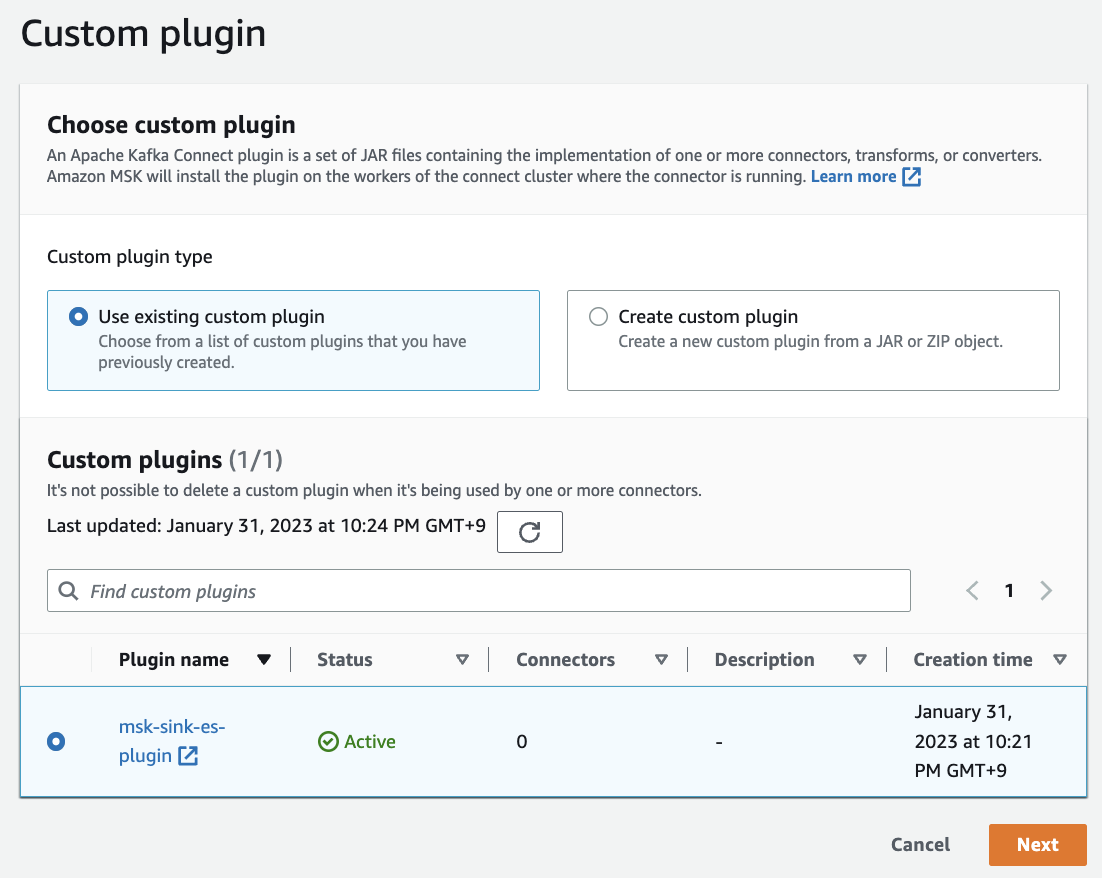 Custom plugin
Choose custom plugin
An Apache Kafka Connect plugin is a set of JAR files containing the implementation of one or more connectors, transforms, or converters.
Amazon MSK will install the plugin on the workers of the connect cluster where the connector is running. Learn more
Custom plugin type
Use existing custom plugin
Choose from a list of custom plugins that you have
previously created.
Create custom plugin
Create a new custom plugin from a JAR or ZIP object.
Custom plugins (1/1)
It's not possible to delete a custom plugin when it's being used by one or more connectors.
Last updated: January 31, 2023 at 10:24 PM GMT+9
Find custom plugins
1
Plugin name Status Connectors Description Creation time
msk-sink-es-
plugin
Active
0
-
January 31,
2023 at 10:21
PM GMT+9
Cancel
Next